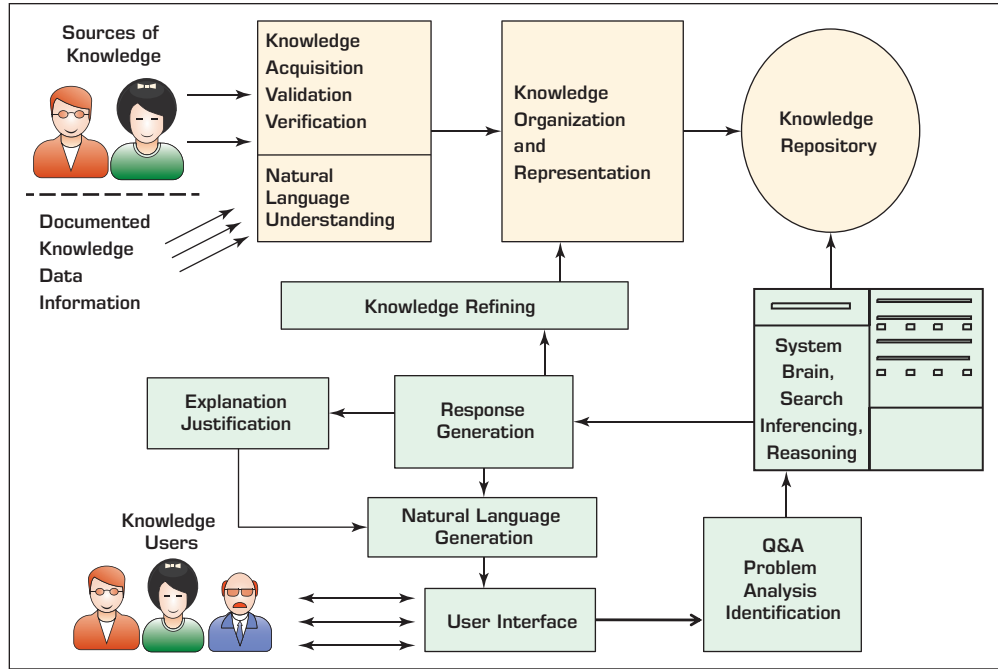 Sources of
Knowledge
Knowledge
Acquisition
Validation
Verification
Natural
Language
Understanding
Knowledge
Organization
and
Representation
Knowledge
Repository
Documented
Knowledge
Data
Information
Knowledge Refining
System
Brain,
Search
Inferencing,
Reasoning
Explanation
Justification
Response
Generation
Natural Language
Generation
Knowledge
Users
User Interface
Q&A
Problem
Analysis
Identification